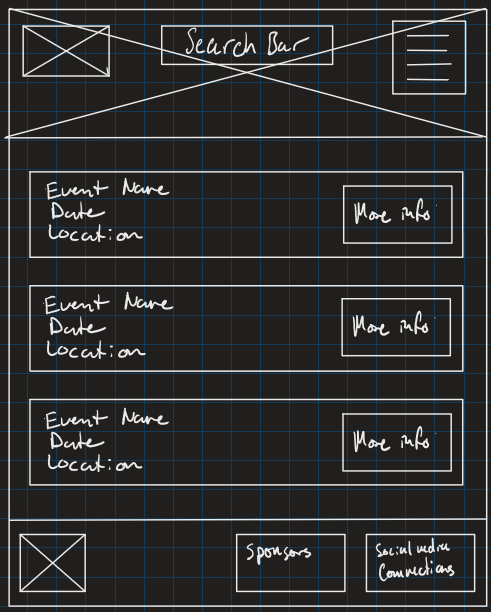 Search Bar
Event Name
Date
Location
More info
Event Name
Date
Location
More info
Event Name
Date
Location
More info
Sponsors
Social media
Connections